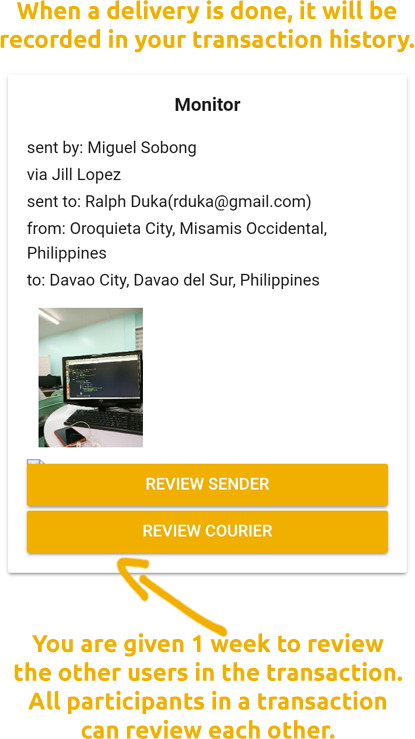 When a delivery is done, it will be
recorded in your transaction history.
Monitor
sent by: Miguel Sobong
via Jill Lopez
sent to: Ralph Duka(rduka@gmail.com)
from: Oroquieta City, Misamis Occidental,
Philippines
to: Davao City, Davao del Sur, Philippines
REVIEW SENDER
REVIEW COURIER
You are given 1 week to review
the other users in the transaction.
All participants in a transaction
can review each other.